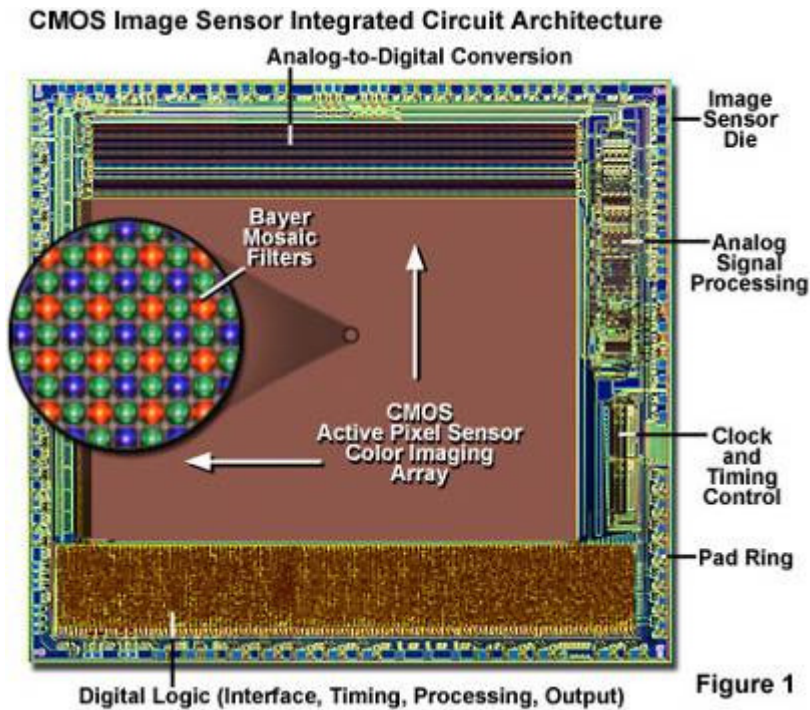 CMOS Image Sensor Integrated Circuit Architecture
Analog-to-Digital Conversion
Image
Sensor
Die
Bayer
Mosaic
Filters
Analog
Signal
Processing
CMOS
Active Pixel Sensor
Color Imaging
Array
Clock
and
Timing
Control
Pad Ring
Digital Logic (Interface, Timing, Processing, Output)
Figure 1